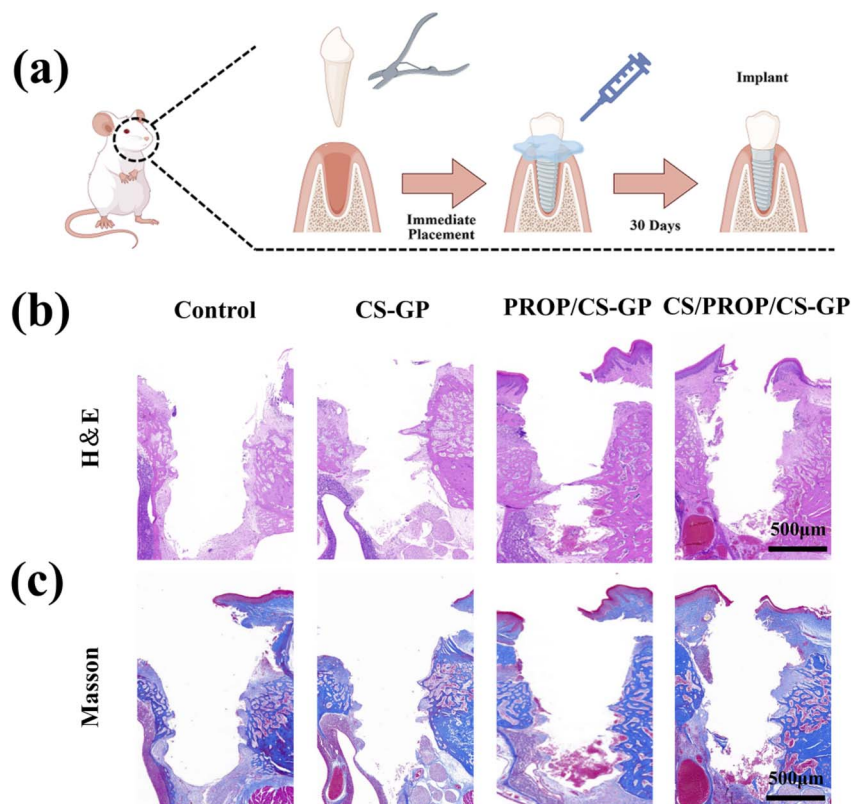 (a)
Implant
Immediate
Placement
30 Days
(b)
Control
CS-GP
PROP/CS-GP
CS/PROP/CS-GP
H&E
500μm
(c)
Masson
500μm